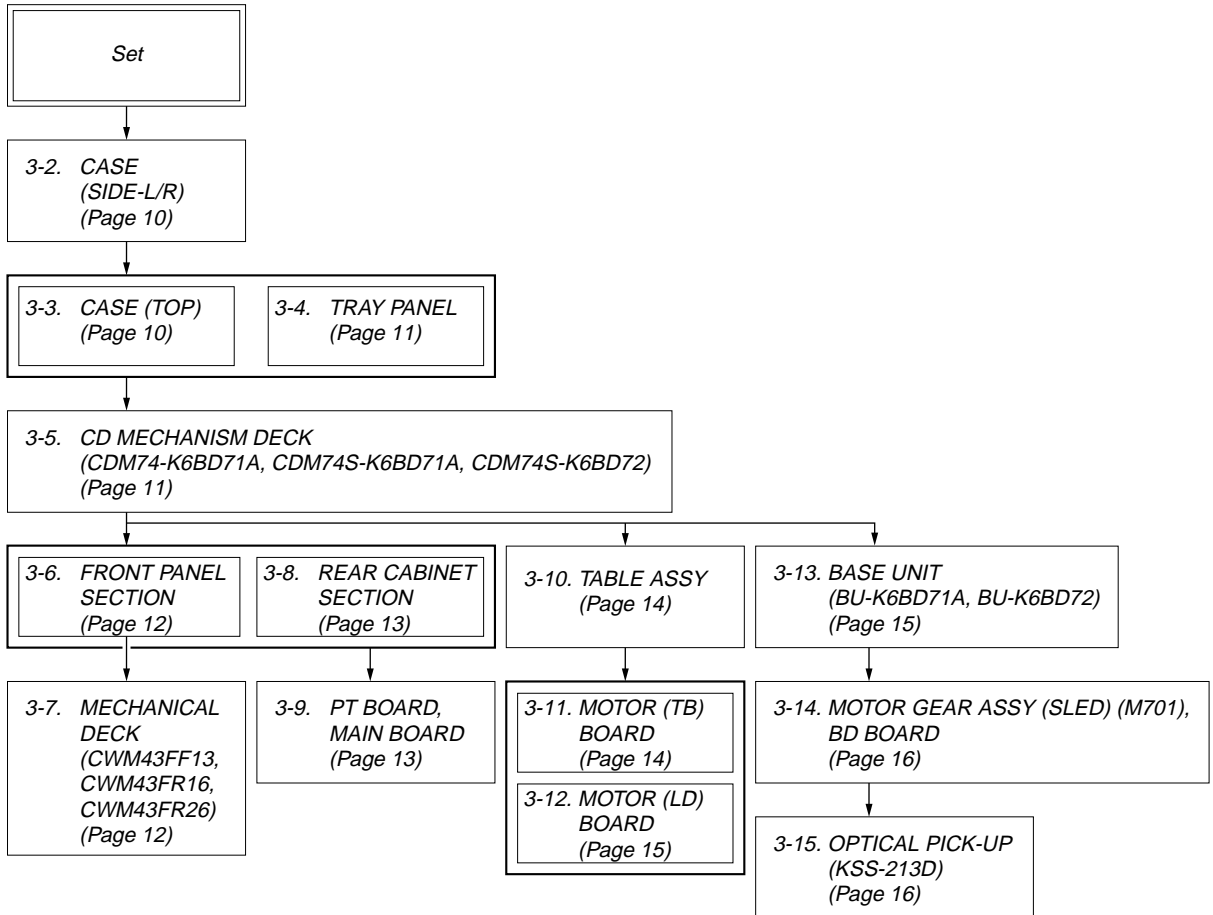 Set
3-2. CASE
(SIDE-L/R)
(Page 10)
3-3. CASE (TOP)
(Page 10)
3-4. TRAY PANEL
(Page 11)
3-5. CD MECHANISM DECK
(CDM74-K6BD71A, CDM74S-K6BD71A, CDM74S-K6BD72)
(Page 11)
3-6. FRONT PANEL
SECTION
(Page 12)
3-8. REAR CABINET
SECTION
(Page 13)
3-10. TABLE ASSY
(Page 14)
3-13. BASE UNIT
(BU-K6BD71A, BU-K6BD72)
(Page 15)
3-7. MECHANICAL
DECK
(CWM43FF13,
CWM43FR16,
CWM43FR26)
(Page 12)
3-9. PT BOARD,
MAIN BOARD
(Page 13)
3-11. MOTOR (TB)
BOARD
(Page 14)
3-12. MOTOR (LD)
BOARD
(Page 15)
3-14. MOTOR GEAR ASSY (SLED) (M701),
BD BOARD
(Page 16)
3-15. OPTICAL PICK-UP
(KSS-213D)
(Page 16)